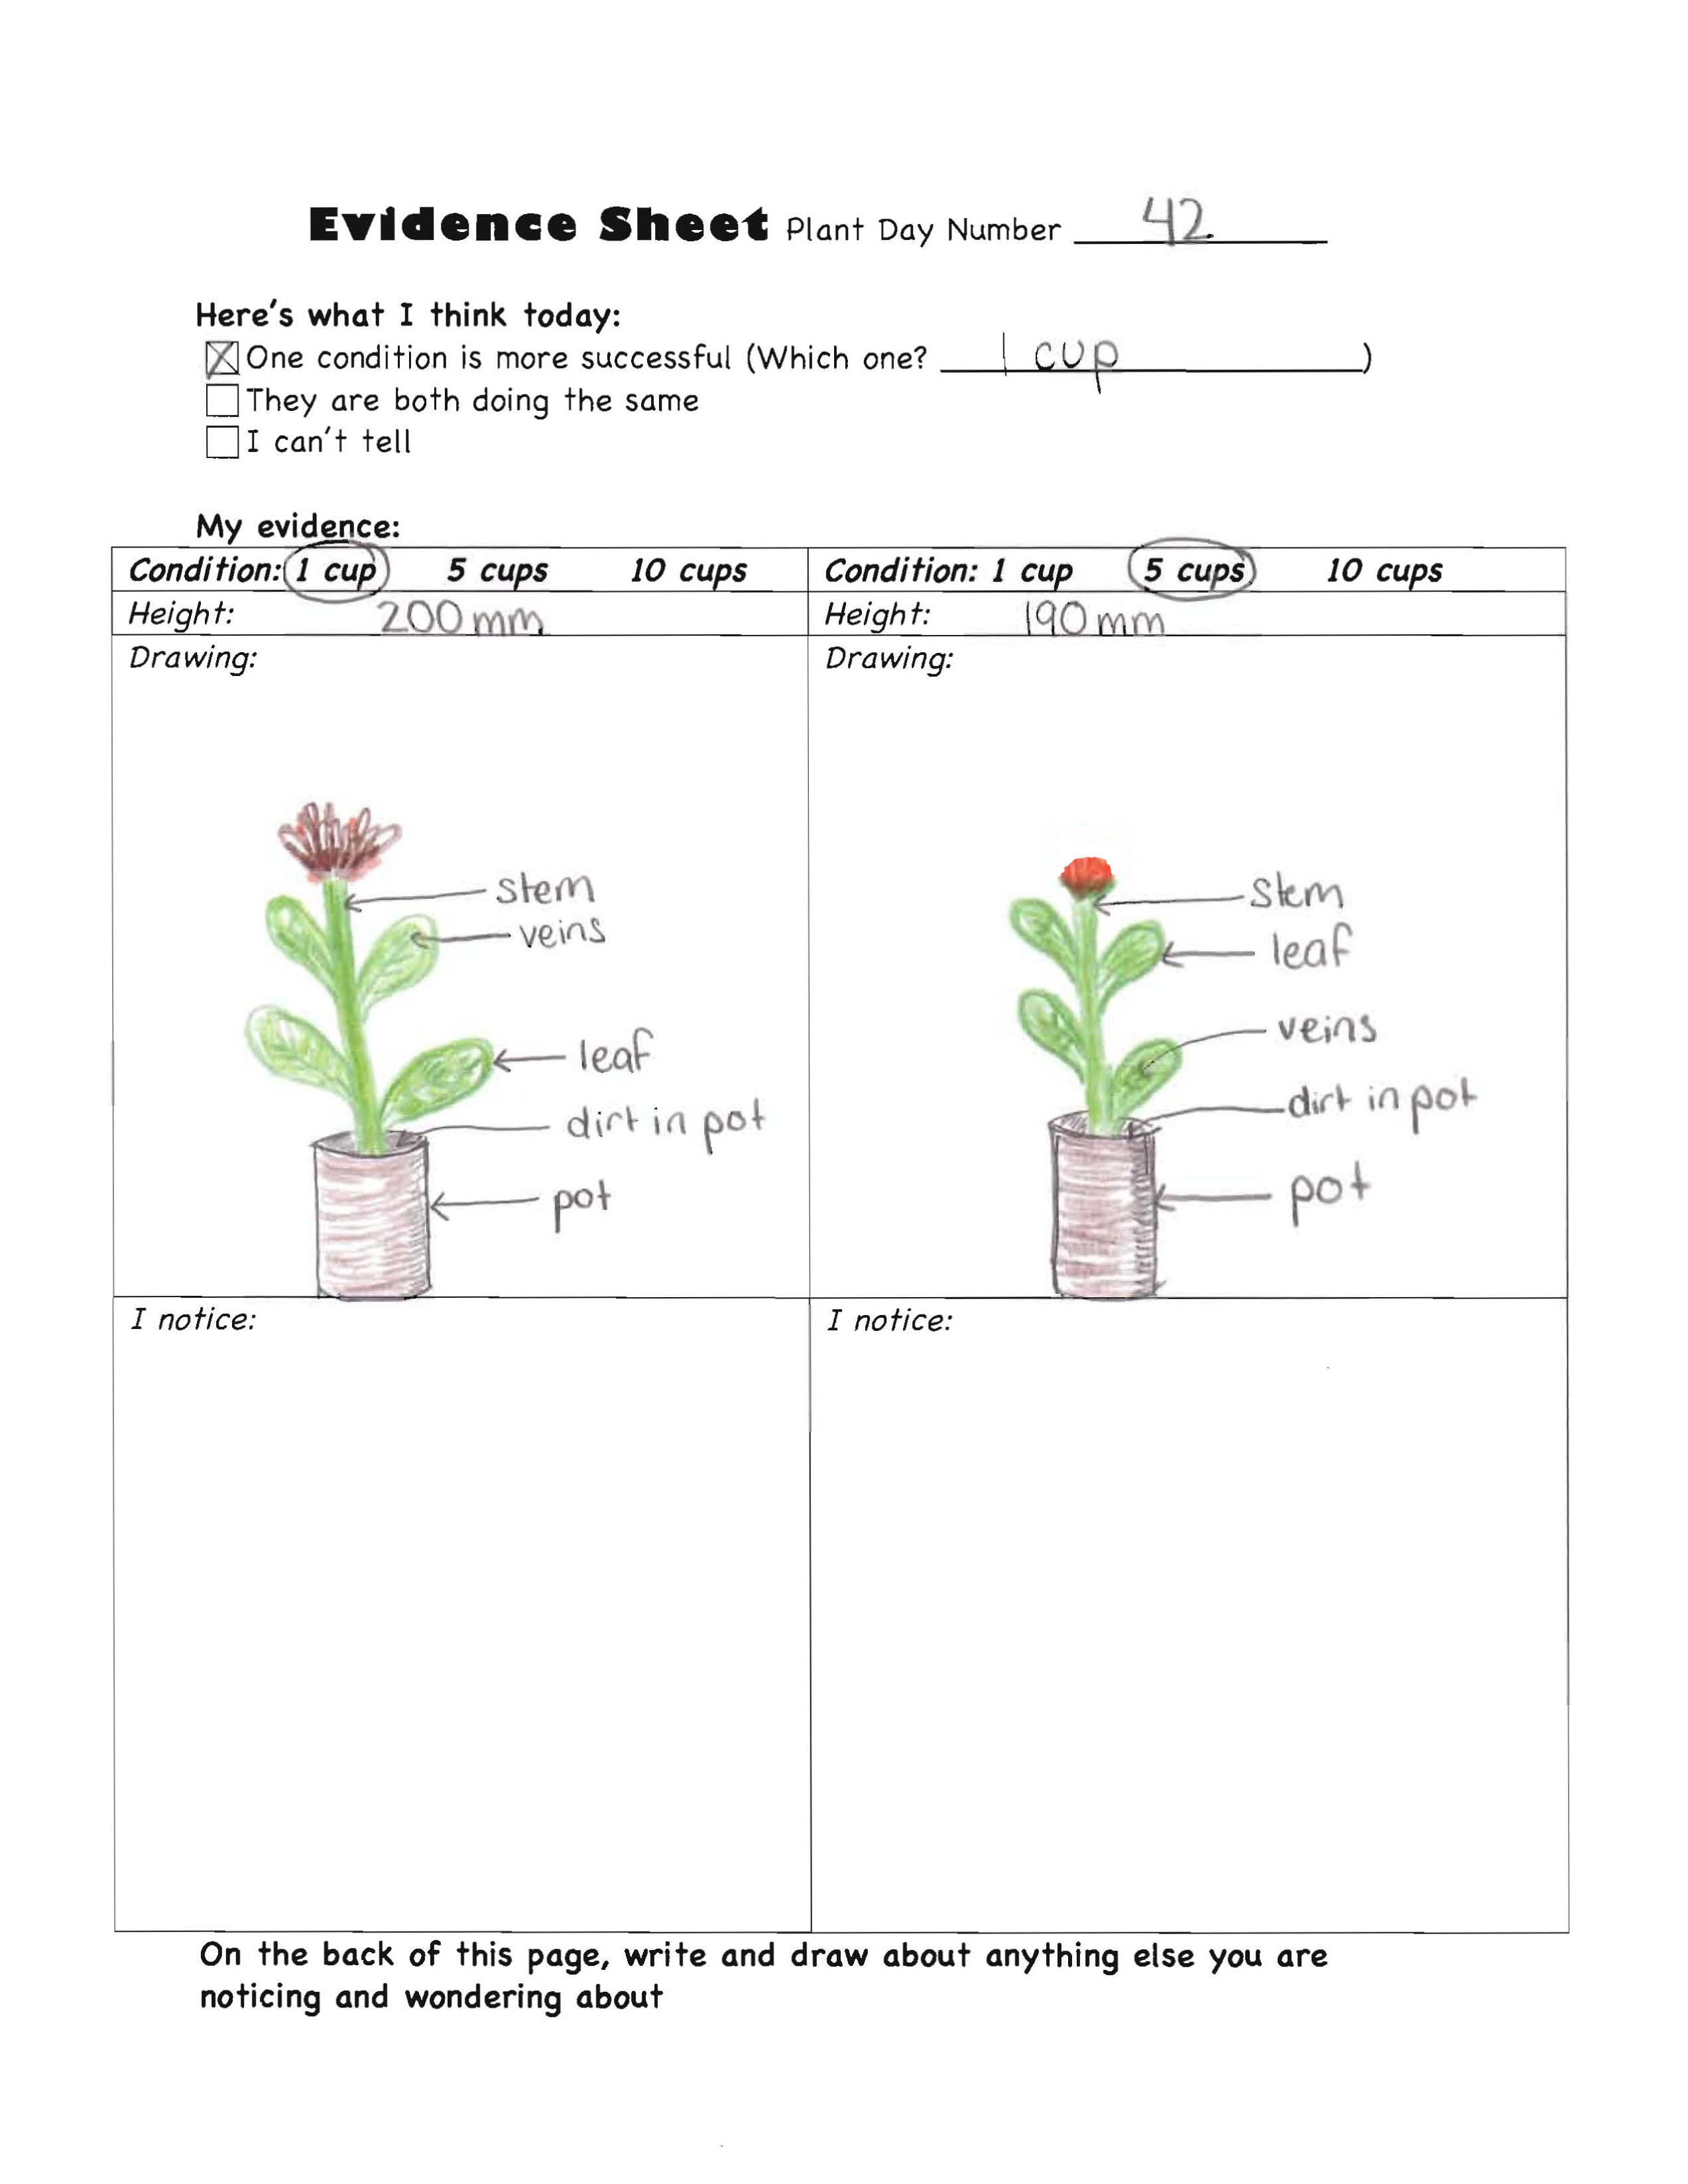 Evidence Sheet Plant Day Number 42
Here's what I think today:
One condition is more successful (Which one? 1 cup)
They are both doing the same
I can't tell
My evidence:
Condition: 1 cup 5 cups 10 cups
Height: 200 mm
Drawing:
stem
veins
leaf
dirt in pot
pot
I notice:
Condition: 1 cup 5 cups 10 cups
Height: 190 mm
Drawing:
stem
leaf
veins
dirt in pot
pot
I notice:
On the back of this page, write and draw about anything else you are
noticing and wondering about